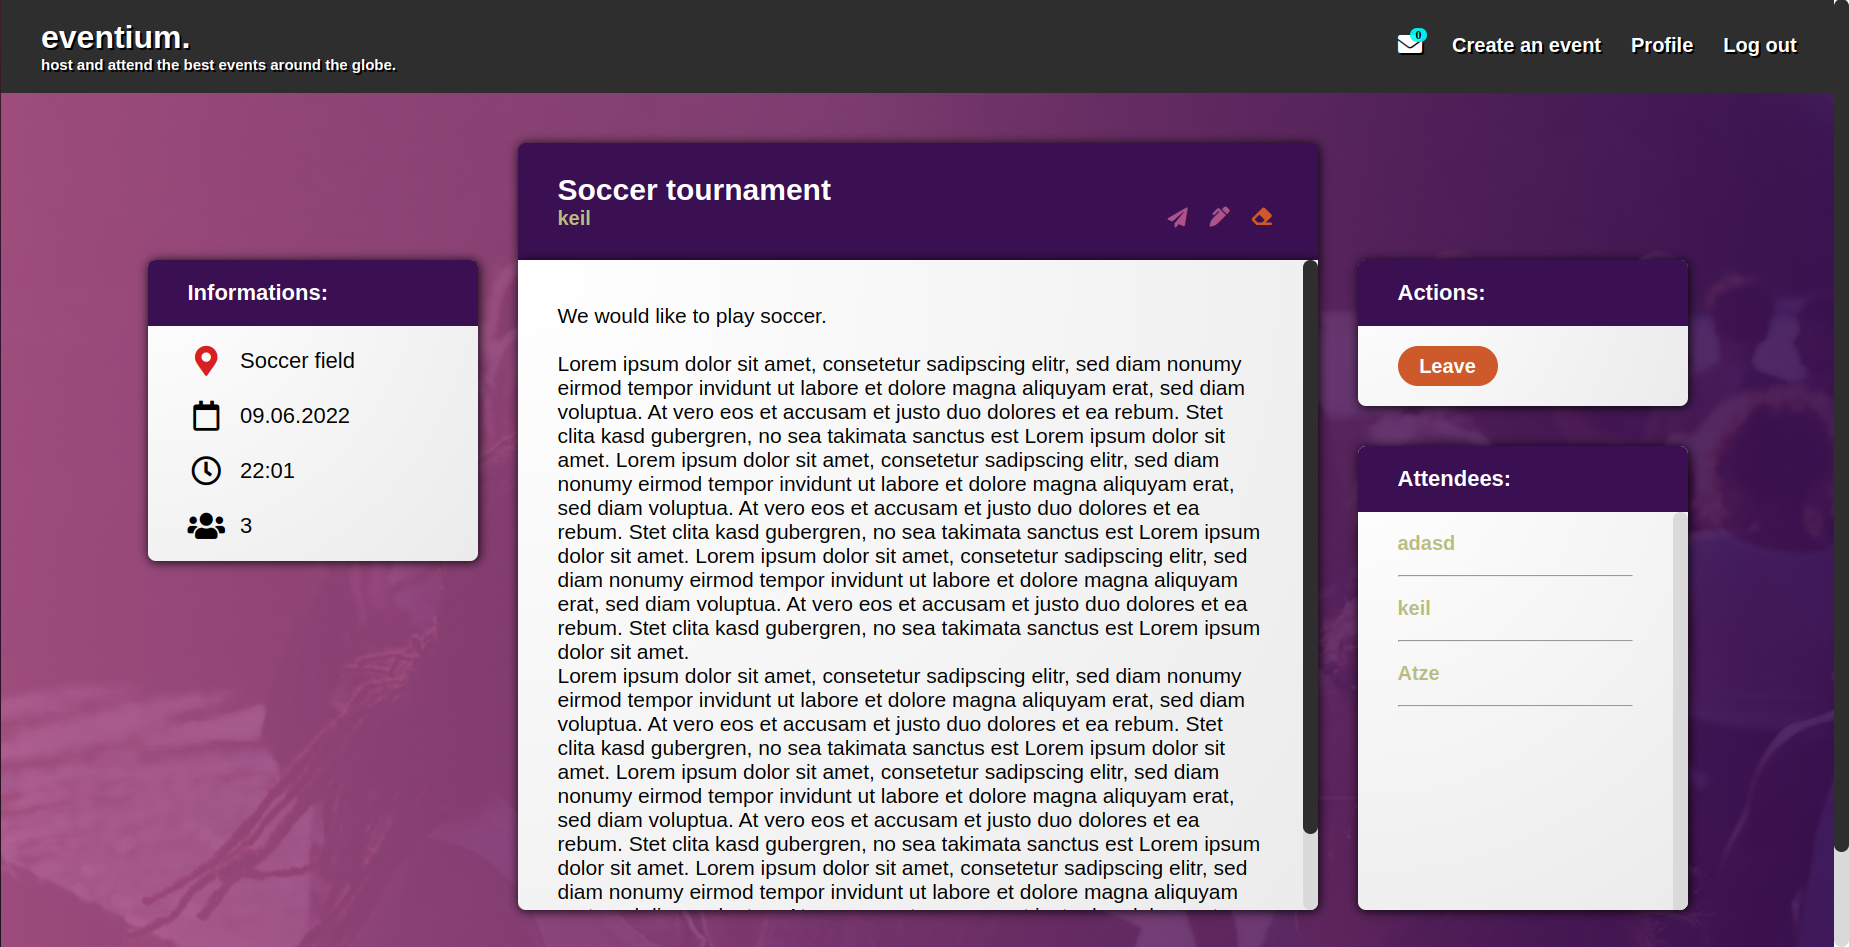 eventium.
host and attend the best events around the globe.
0
Create an event
Profile
Log out
Soccer tournament
keil
Informations:
Soccer field
09.06.2022
22:01
3
We would like to play soccer.
Lorem ipsum dolor sit amet, consetetur sadipscing elitr, sed diam nonumy
eirmod tempor invidunt ut labore et dolore magna aliquyam erat, sed diam
voluptua. At vero eos et accusam et justo duo dolores et ea rebum. Stet
clita kasd gubergren, no sea takimata sanctus est Lorem ipsum dolor sit
amet. Lorem ipsum dolor sit amet, consetetur sadipscing elitr, sed diam
nonumy eirmod tempor invidunt ut labore et dolore magna aliquyam erat,
sed diam voluptua. At vero eos et accusam et justo duo dolores et ea
rebum. Stet clita kasd gubergren, no sea takimata sanctus est Lorem ipsum
dolor sit amet. Lorem ipsum dolor sit amet, consetetur sadipscing elitr, sed
diam nonumy eirmod tempor invidunt ut labore et dolore magna aliquyam
erat, sed diam voluptua. At vero eos et accusam et justo duo dolores et ea
rebum. Stet clita kasd gubergren, no sea takimata sanctus est Lorem ipsum
dolor sit amet.
Lorem ipsum dolor sit amet, consetetur sadipscing elitr, sed diam nonumy
eirmod tempor invidunt ut labore et dolore magna aliquyam erat, sed diam
voluptua. At vero eos et accusam et justo duo dolores et ea rebum. Stet
clita kasd gubergren, no sea takimata sanctus est Lorem ipsum dolor sit
amet. Lorem ipsum dolor sit amet, consetetur sadipscing elitr, sed diam
nonumy eirmod tempor invidunt ut labore et dolore magna aliquyam erat,
sed diam voluptua. At vero eos et accusam et justo duo dolores et ea
rebum. Stet clita kasd gubergren, no sea takimata sanctus est Lorem ipsum
dolor sit amet. Lorem ipsum dolor sit amet, consetetur sadipscing elitr, sed
diam nonumy eirmod tempor invidunt ut labore et dolore magna aliquyam
Actions:
Leave
Attendees:
adasd
keil
Atze